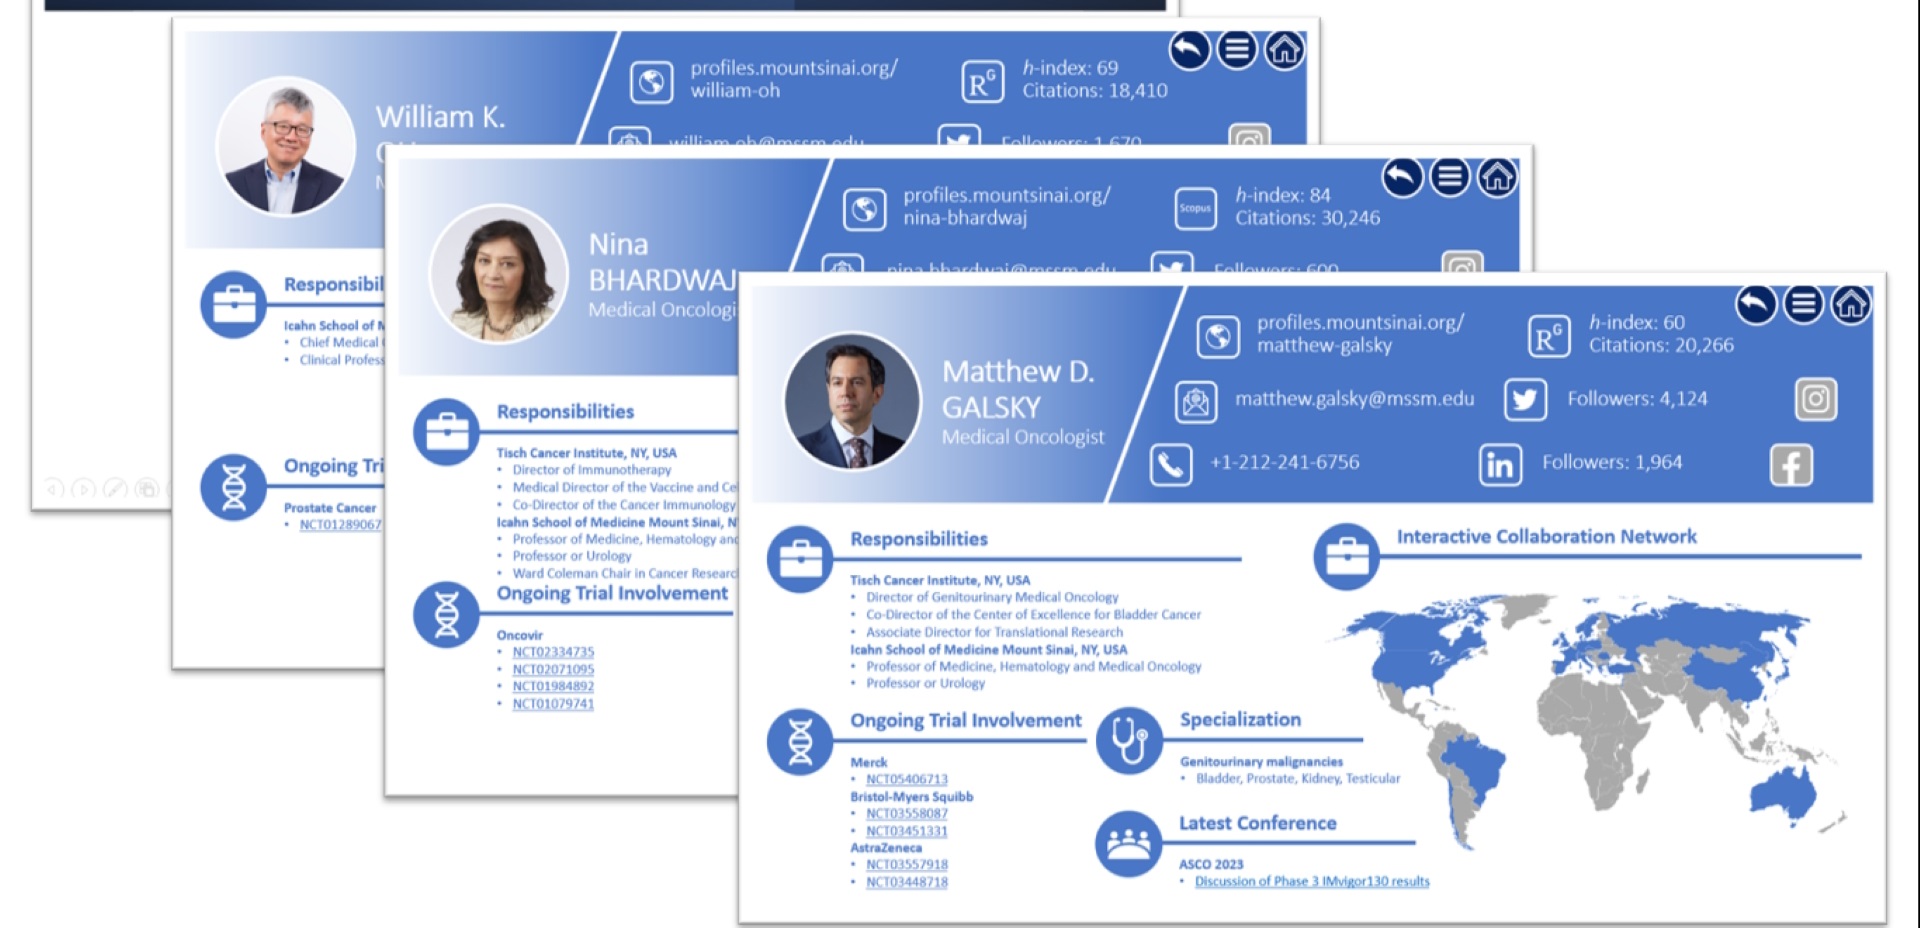 William K.
profiles.mountsinai.org/
william-oh
RG
h-index: 69
Citations: 18,410
william.oh@mssm.edu
Followers: 1,670
Responsibil
Icahn School of M
• Chief Medical
• Clinical Profess
Ongoing Tri
Prostate Cancer
• NCT01289067
Nina
BHARDWAJ
Medical Oncologis
profiles.mountsinai.org/
nina-bhardwaj
Scopus
h-index: 84
Citations: 30,246
nina.bhardwaj@mssm.edu
Followers: 600
Responsibilities
Tisch Cancer Institute, NY, USA
• Director of Immunotherapy
• Medical Director of the Vaccine and Cel
• Co-Director of the Cancer Immunology
Icahn School of Medicine Mount Sinai, N
• Professor of Medicine, Hematology and
• Professor or Urology
• Ward Coleman Chair in Cancer Research
Ongoing Trial Involvement
Oncovir
• NCT02334735
• NCT02071095
• NCT01984892
• NCT01079741
Matthew D.
GALSKY
Medical Oncologist
profiles.mountsinai.org/
matthew-galsky
RG
h-index: 60
Citations: 20,266
matthew.galsky@mssm.edu
Followers: 4,124
+1-212-241-6756
in
Followers: 1,964
f
Responsibilities
Tisch Cancer Institute, NY, USA
• Director of Genitourinary Medical Oncology
• Co-Director of the Center of Excellence for Bladder Cancer
• Associate Director for Translational Research
Icahn School of Medicine Mount Sinai, NY, USA
• Professor of Medicine, Hematology and Medical Oncology
• Professor or Urology
Ongoing Trial Involvement
Merck
• NCT05406713
Bristol-Myers Squibb
• NCT03558087
• NCT03451331
AstraZeneca
• NCT03557918
• NCT03448718
Specialization
Genitourinary malignancies
• Bladder, Prostate, Kidney, Testicular
Latest Conference
ASCO 2023
• Discussion of Phase 3 IMvigor130 results
Interactive Collaboration Network